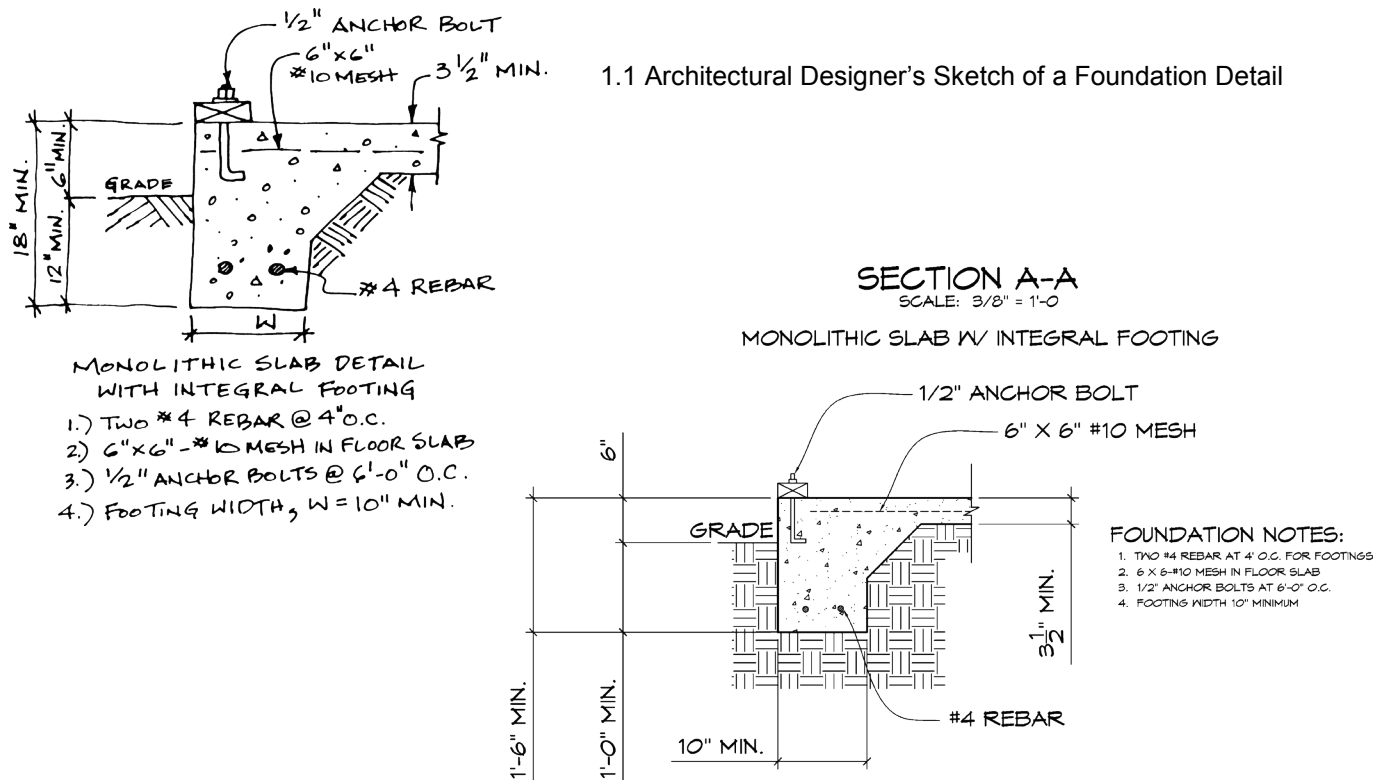 1.1 Architectural Designer's Sketch of a Foundation Detail
1/2" ANCHOR BOLT
6"x6"
#10 MESH
3 1/2" MIN.
18" MIN.
6" MIN.
12" MIN.
GRADE
#4 REBAR
W
MONOLITHIC SLAB DETAIL
WITH INTEGRAL FOOTING
1.) TWO #4 REBAR @ 4" O.C.
2.) 6"x6"-#10 MESH IN FLOOR SLAB
3.) 1/2" ANCHOR BOLTS @ 6'-0" O.C.
4.) FOOTING WIDTH, W = 10" MIN.
SECTION A-A
SCALE: 3/8" = 1'-0
MONOLITHIC SLAB W/ INTEGRAL FOOTING
1/2" ANCHOR BOLT
6" X 6" #10 MESH
6"
GRADE
1'-6" MIN.
1'-0" MIN.
10" MIN.
#4 REBAR
3 1/2" MIN.
FOUNDATION NOTES:
1. TWO #4 REBAR AT 4' O.C. FOR FOOTINGS
2. 6 X 6-#10 MESH IN FLOOR SLAB
3. 1/2" ANCHOR BOLTS AT 6'-0" O.C.
4. FOOTING WIDTH 10" MINIMUM